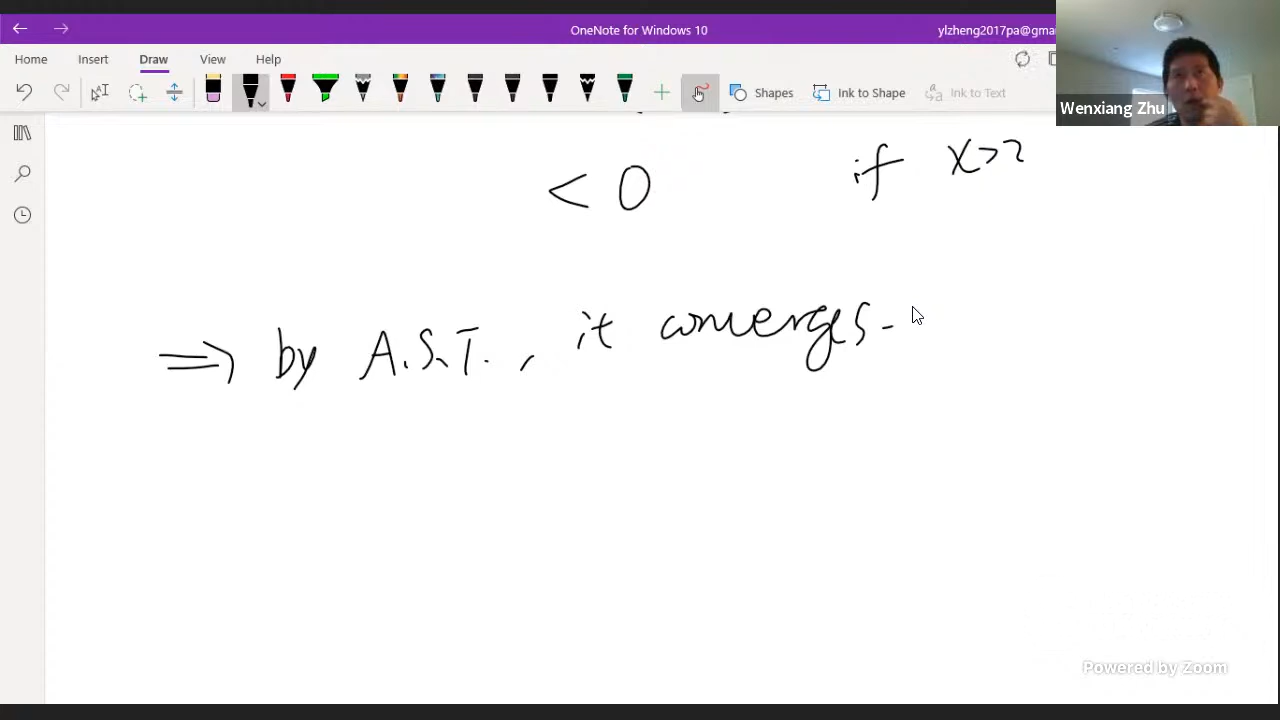 OneNote for Windows 10
ylzheng2017pa@gma
Home Insert Draw View Help
Shapes Ink to Shape Ink to Text
Wenxiang Zhu
< 0 if x>2
⇒ by A.S.T., it converges.
Powered by Zoom